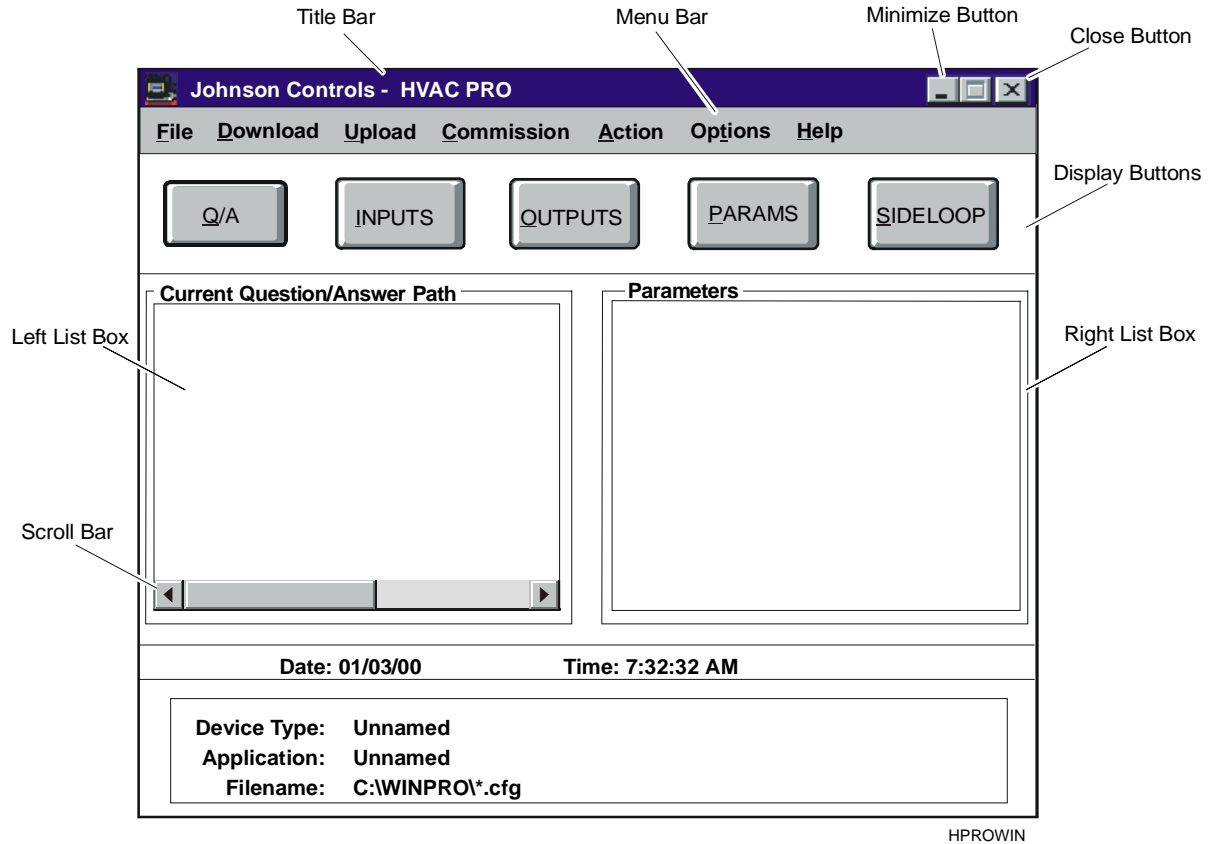 Title Bar
Menu Bar
Minimize Button
Close Button
Johnson Controls - HVAC PRO
File Download Upload Commission Action Options Help
Display Buttons
Q/A INPUTS OUTPUTS PARAMS SIDELOOP
Current Question/Answer Path
Parameters
Left List Box
Right List Box
Scroll Bar
Date: 01/03/00 Time: 7:32:32 AM
Device Type: Unnamed
Application: Unnamed
Filename: C:\WINPRO\*.cfg
HPROWIN